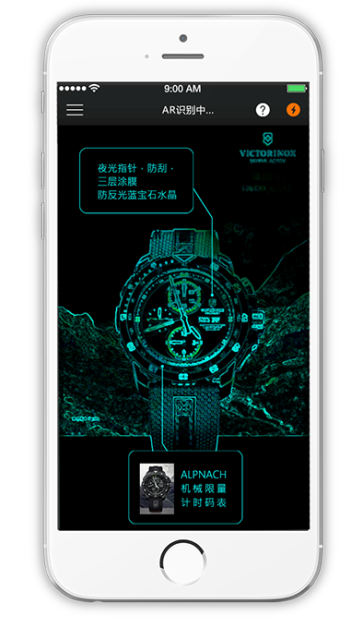 9:00 AM
AR识别中...
?
VICTORINOX
SWISS ARMY
夜光指针·防刮·
三层涂膜
防反光蓝宝石水晶
ALPNACH
机械限量
计时码表